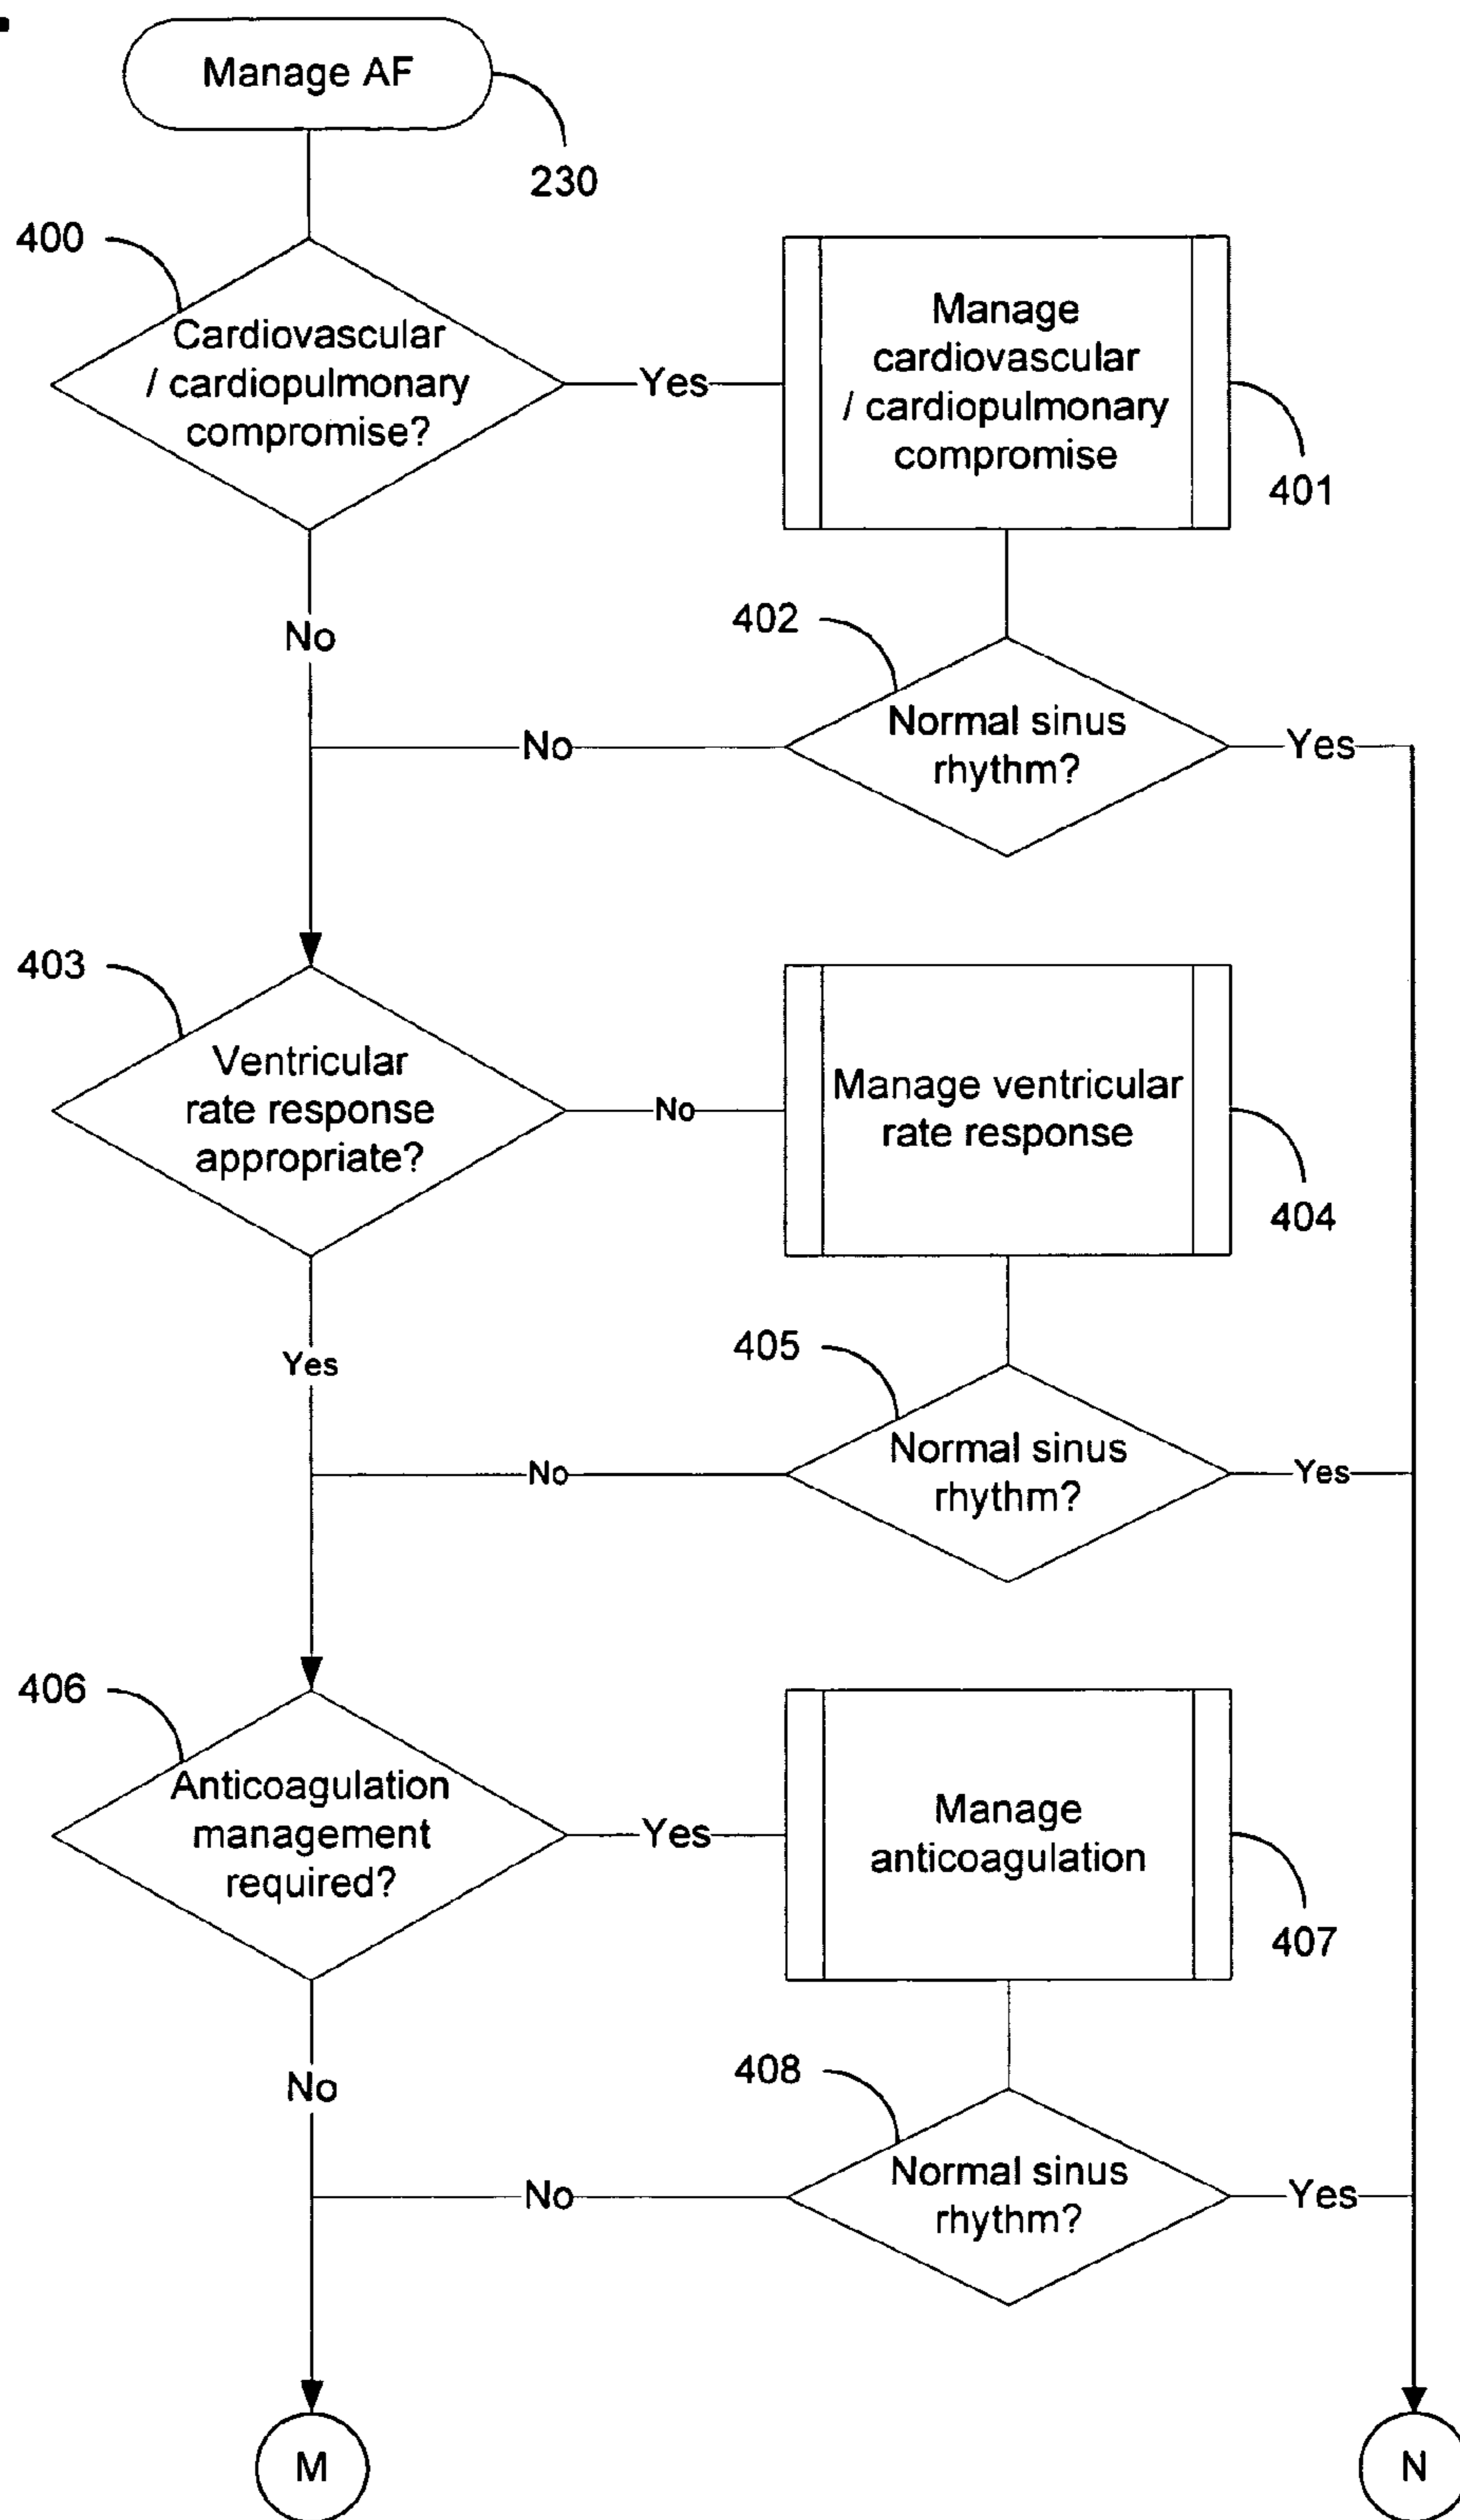 Manage AF
230
400
Cardiovascular
/ cardiopulmonary
compromise?
Yes
Manage
cardiovascular
/ cardiopulmonary
compromise
401
No
402
Normal sinus
rhythm?
No
Yes
403
Ventricular
rate response
appropriate?
No
Manage ventricular
rate response
404
Yes
405
Normal sinus
rhythm?
No
Yes
406
Anticoagulation
management
required?
Yes
Manage
anticoagulation
407
No
408
Normal sinus
rhythm?
No
Yes
M
N